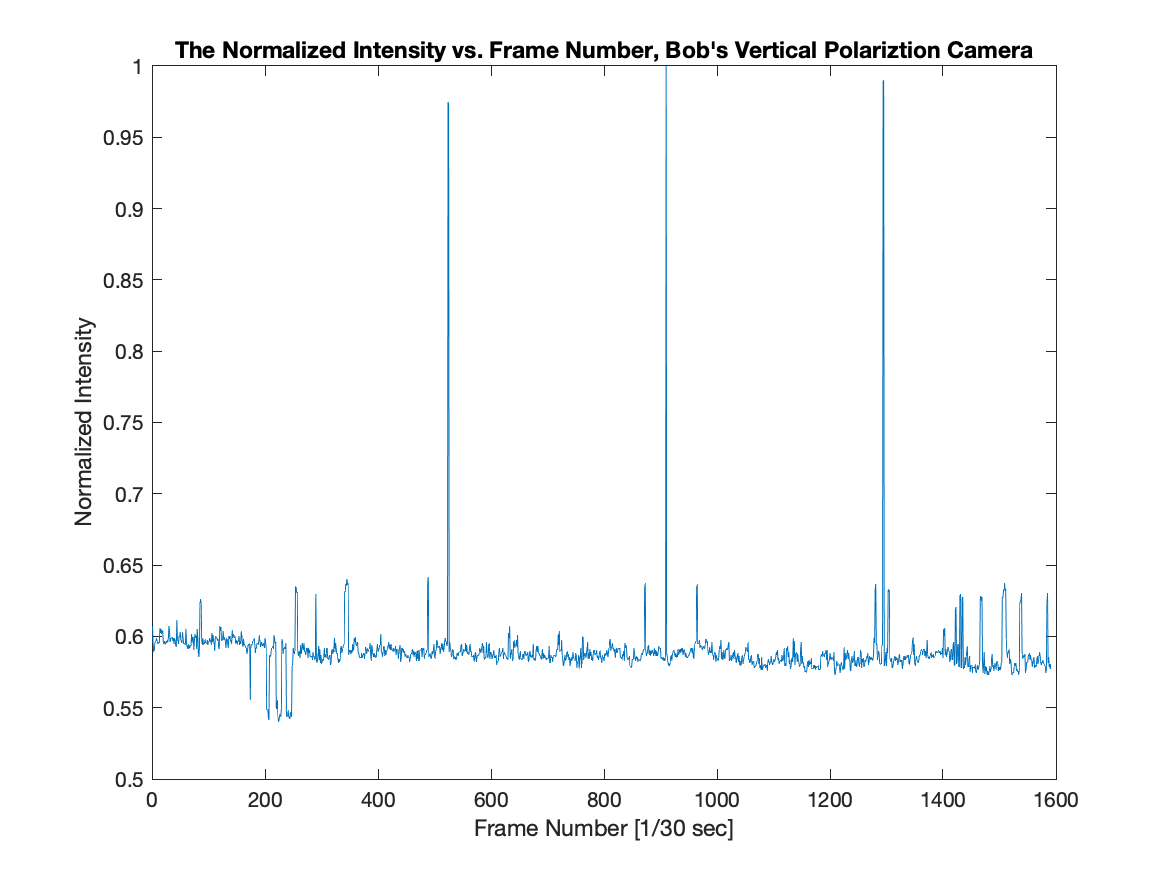 The Normalized Intensity vs. Frame Number, Bob's Vertical Polariztion Camera
1
0.95
0.9
0.85
0.8
0.75
0.7
0.65
0.6
0.55
0.5
Normalized Intensity
0 200 400 600 800 1000 1200 1400 1600
Frame Number [1/30 sec]